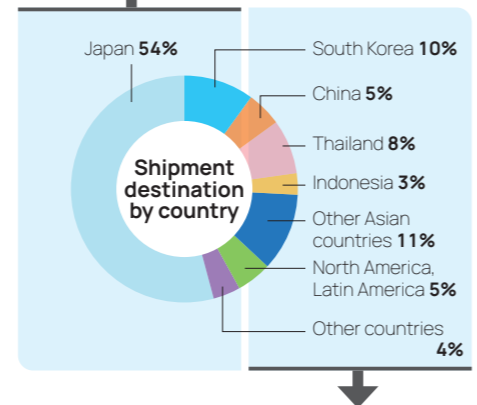 Japan 54%
South Korea 10%
China 5%
Thailand 8%
Shipment
destination
by country
Indonesia 3%
Other Asian
countries 11%
North America,
Latin America 5%
Other countries
4%